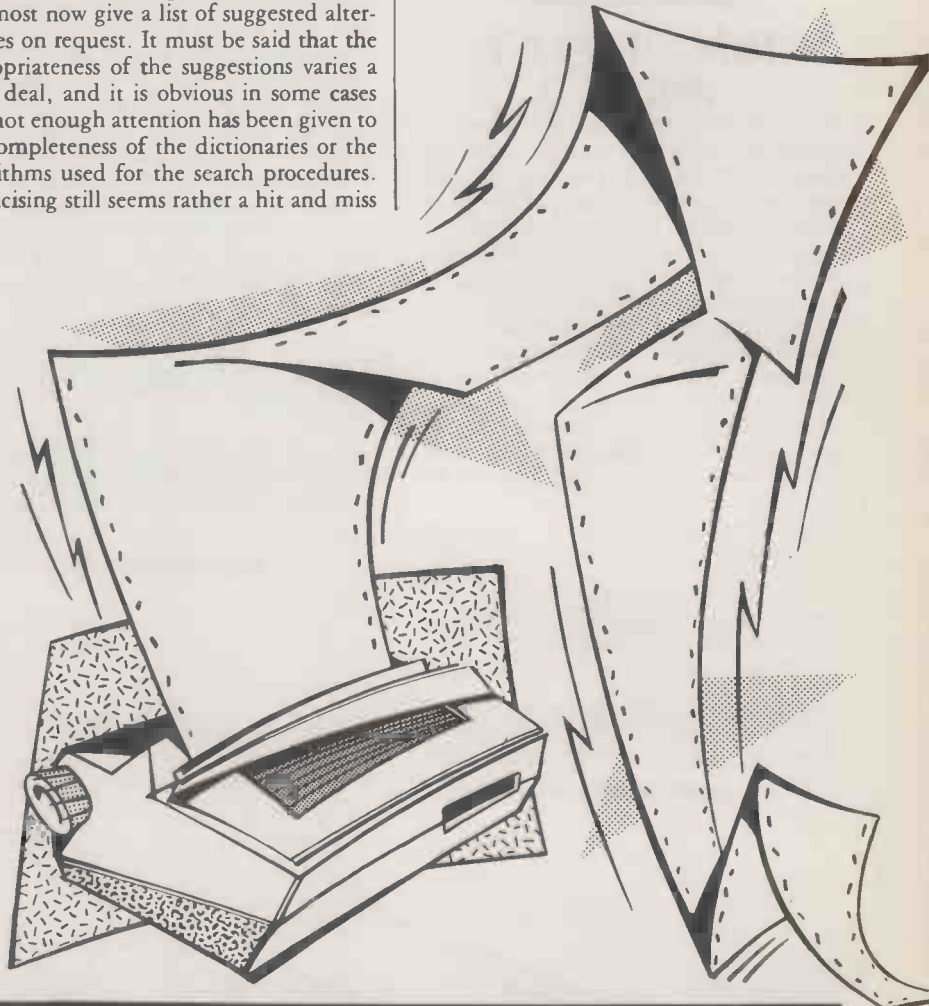 most now give a list of suggested alter-
es on request. It must be said that the
opriateness of the suggestions varies a
deal, and it is obvious in some cases
not enough attention has been given to
ompleteness of the dictionaries or the
ithms used for the search procedures.
cising still seems rather a hit and miss